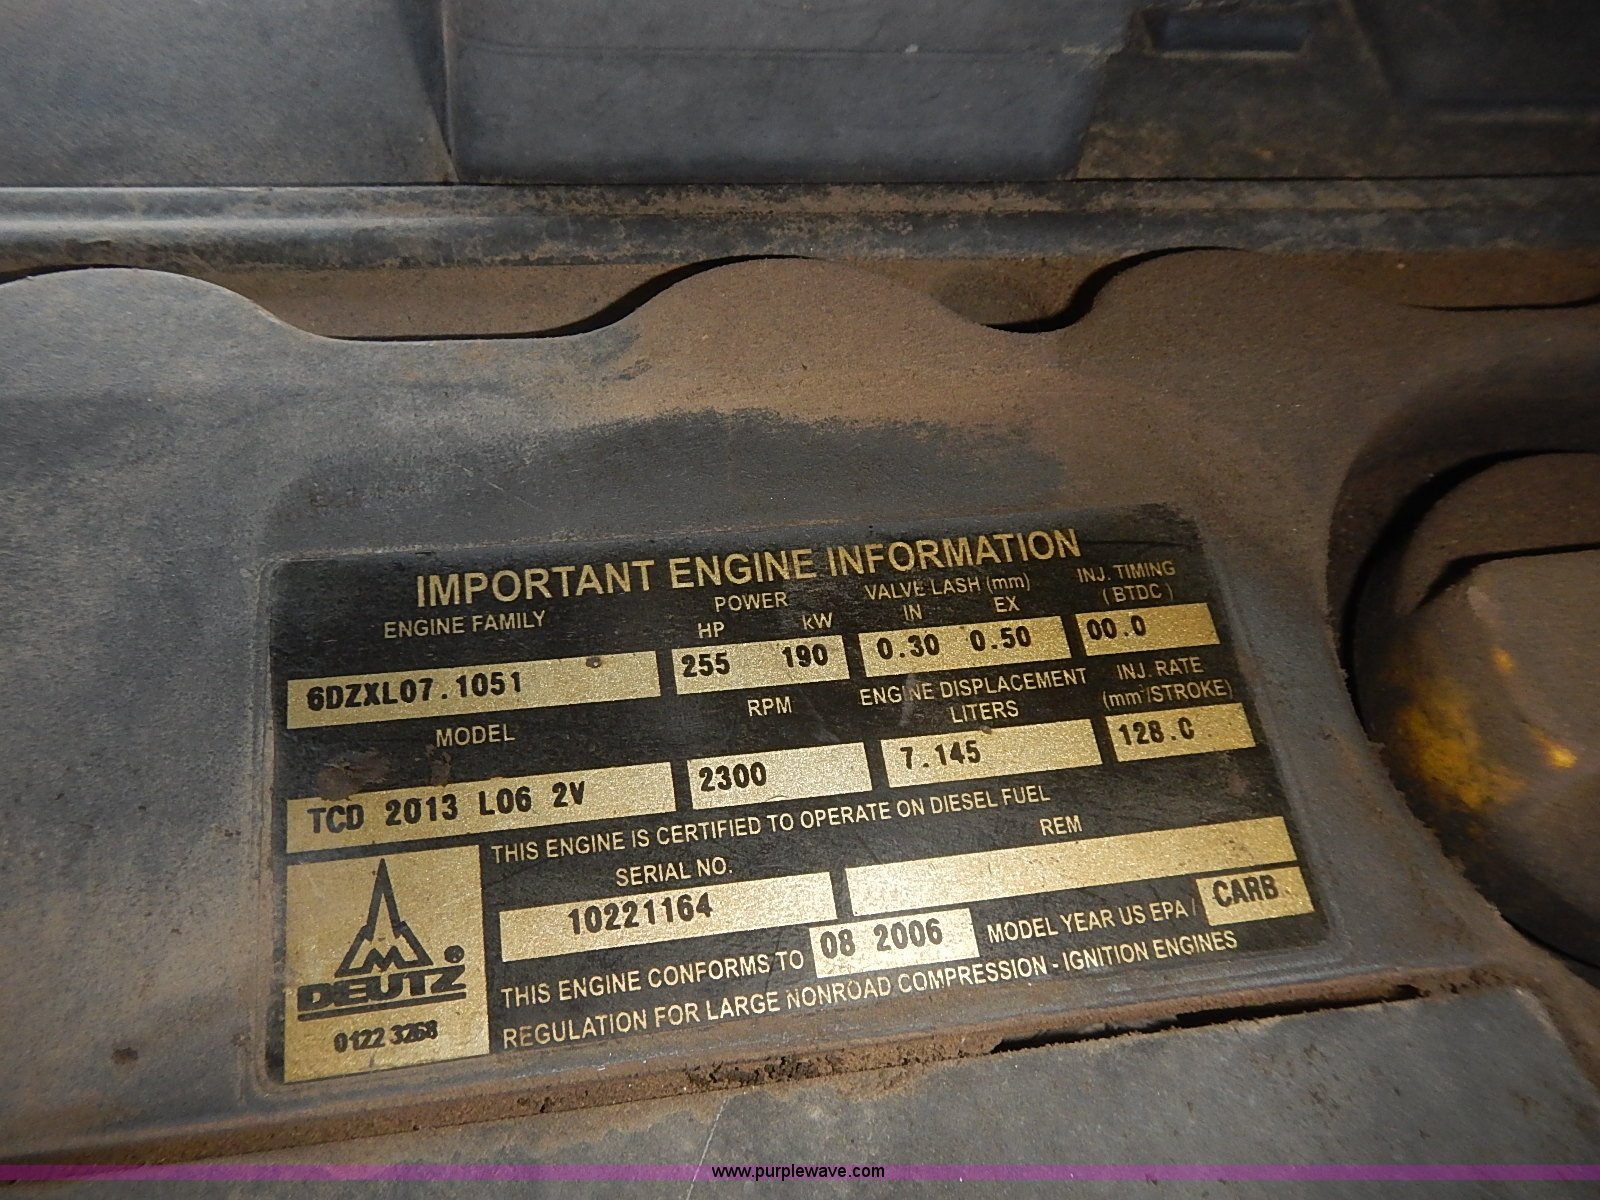 IMPORTANT ENGINE INFORMATION
ENGINE FAMILY
POWER
HP kW
VALVE LASH (mm)
IN EX
INJ. TIMING
( BTDC )
6DZXL07.1051
255 190
0.30 0.50
00.0
MODEL
RPM
ENGINE DISPLACEMENT
LITERS
INJ. RATE
(mm³/STROKE)
TCD 2013 L06 2V
2300
7.145
128.0
THIS ENGINE IS CERTIFIED TO OPERATE ON DIESEL FUEL
SERIAL NO.
REM
10221164
THIS ENGINE CONFORMS TO 08 2006 MODEL YEAR US EPA / CARB
REGULATION FOR LARGE NONROAD COMPRESSION - IGNITION ENGINES
DEUTZ®
0122 3268
www.purplewave.com